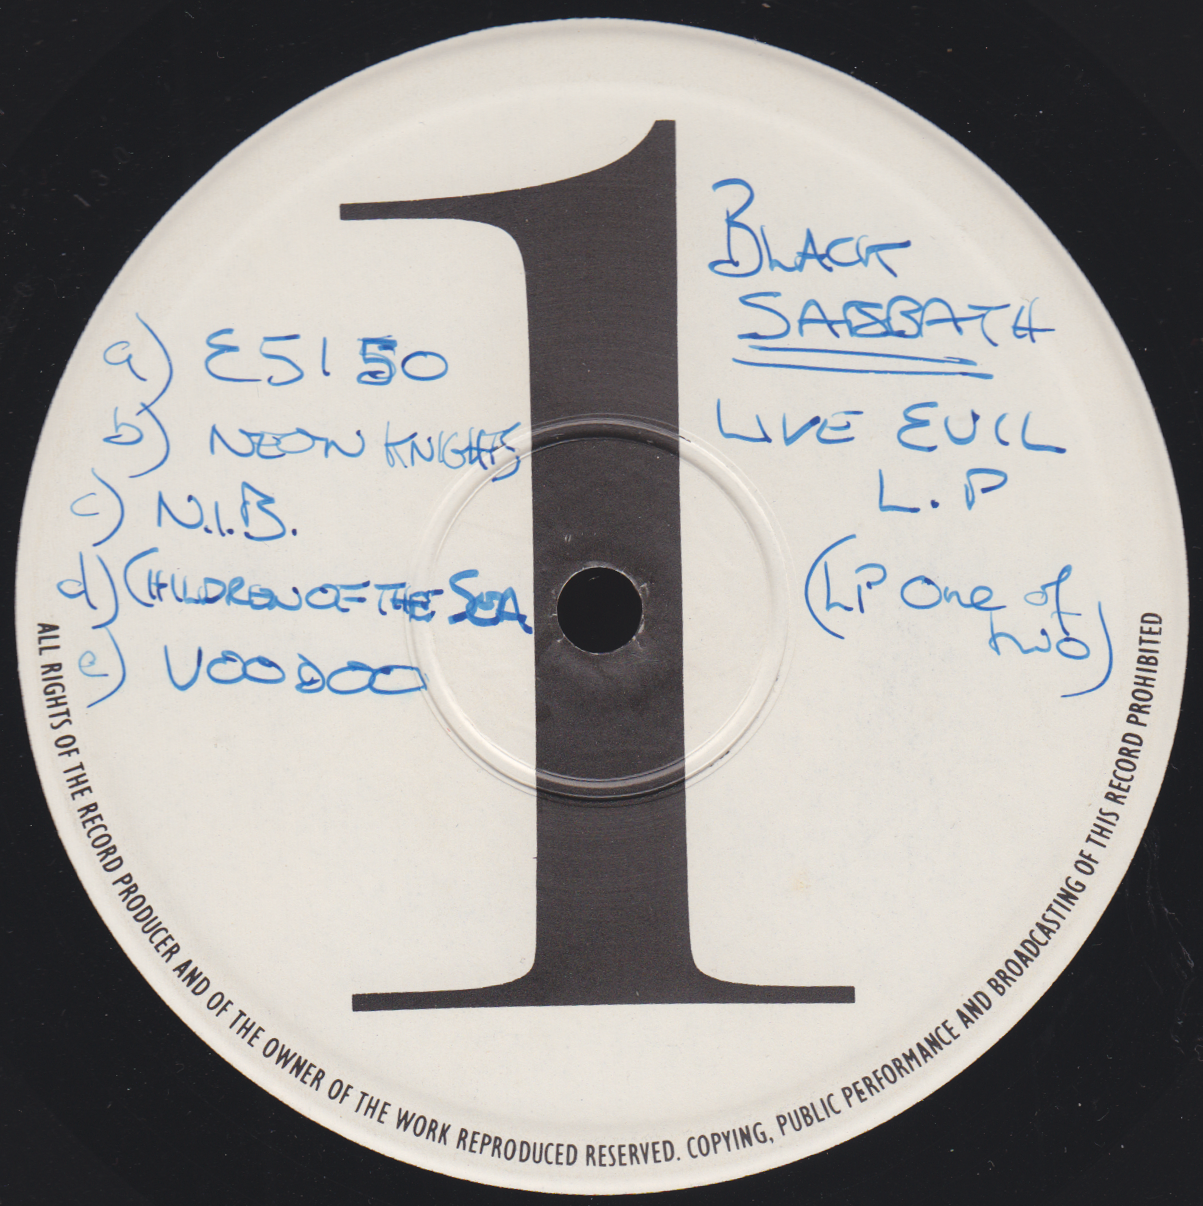 1
BLACK
SABBATH
LIVE EVIL
L.P
(LP One of
two)
a) E5150
b) NEON KNIGHTS
c) N.I.B.
d) CHILDREN OF THE SEA
e) VOODOO
ALL RIGHTS OF THE RECORD PRODUCER AND OF THE OWNER OF THE WORK REPRODUCED RESERVED. COPYING, PUBLIC PERFORMANCE AND BROADCASTING OF THIS RECORD PROHIBITED